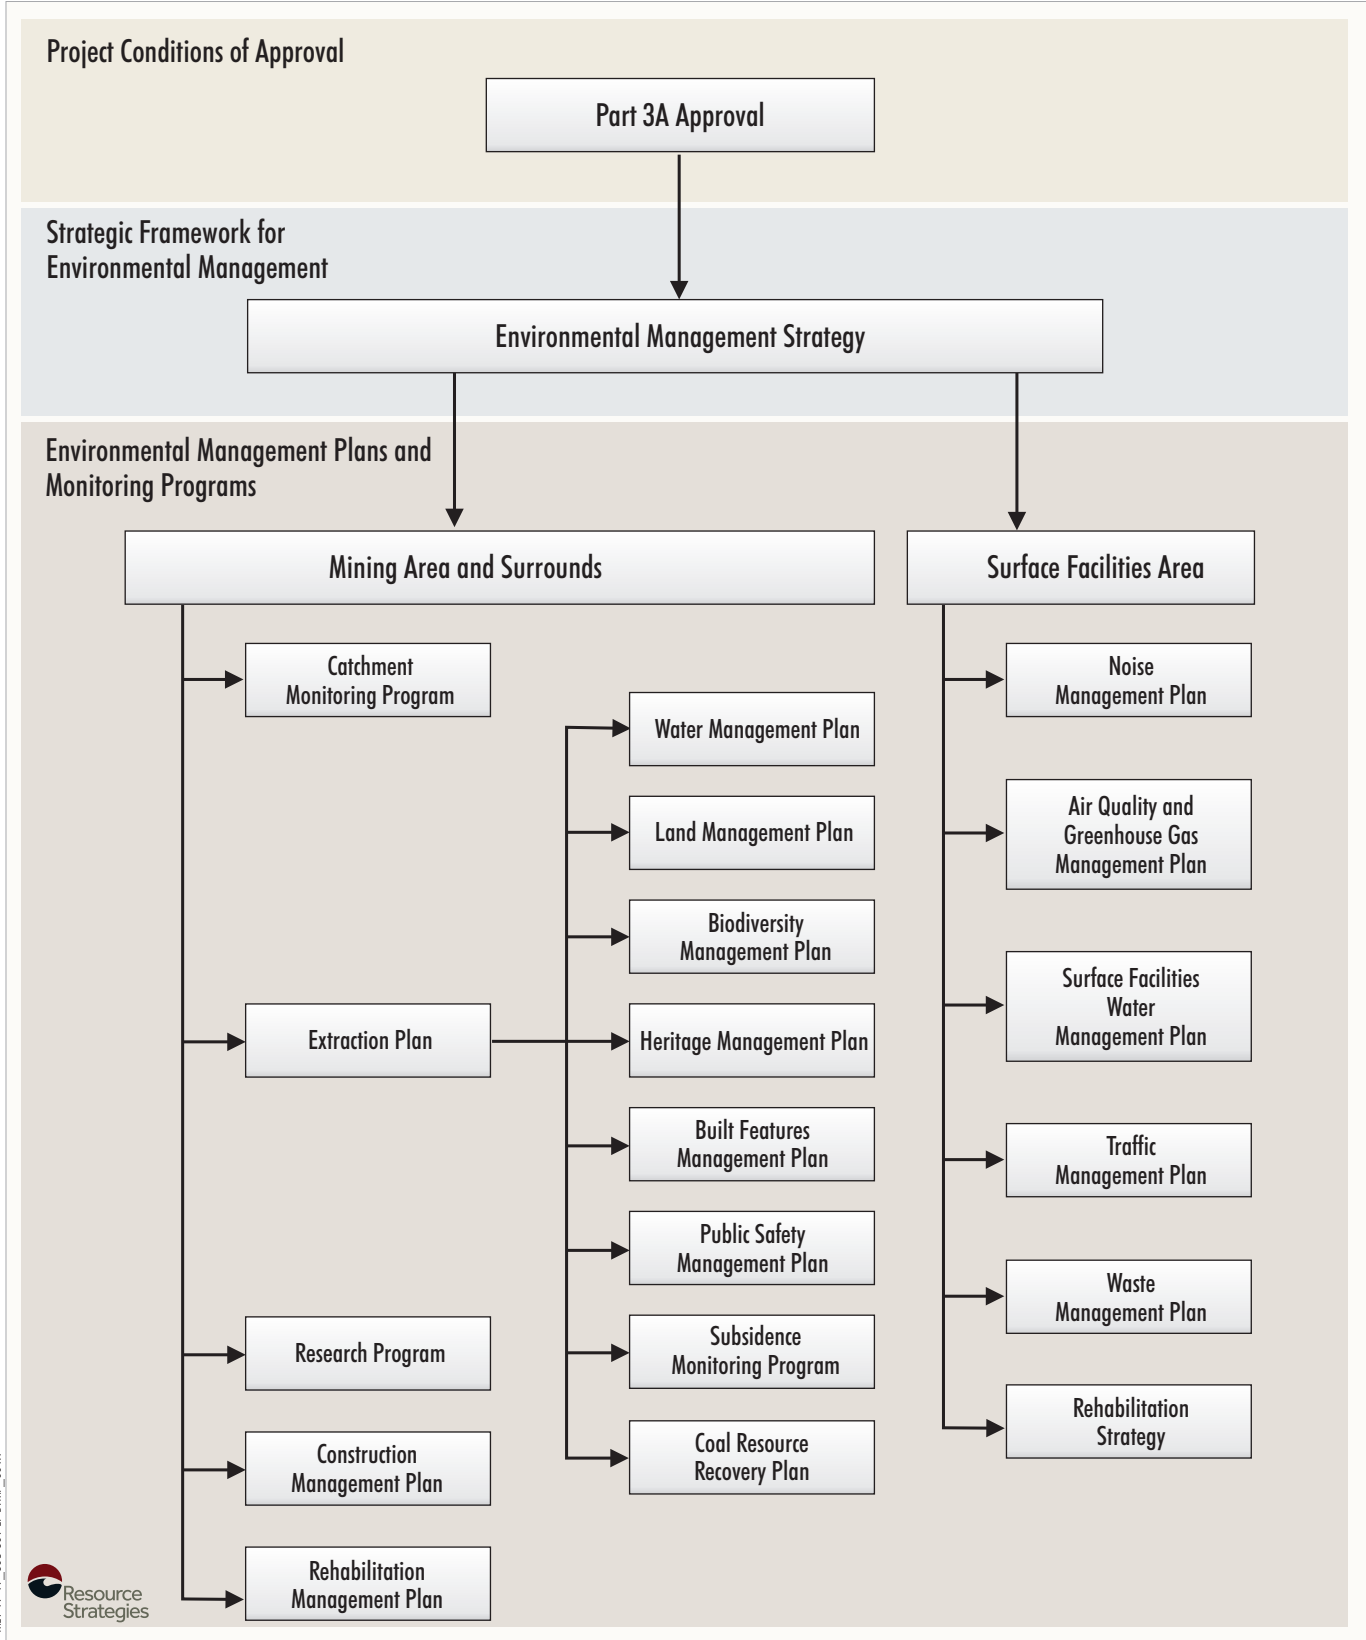 Project Conditions of Approval
Part 3A Approval
Strategic Framework for
Environmental Management
Environmental Management Strategy
Environmental Management Plans and
Monitoring Programs
Mining Area and Surrounds
Catchment
Monitoring Program
Extraction Plan
Research Program
Construction
Management Plan
Rehabilitation
Management Plan
Water Management Plan
Land Management Plan
Biodiversity
Management Plan
Heritage Management Plan
Built Features
Management Plan
Public Safety
Management Plan
Subsidence
Monitoring Program
Coal Resource
Recovery Plan
Surface Facilities Area
Noise
Management Plan
Air Quality and
Greenhouse Gas
Management Plan
Surface Facilities
Water
Management Plan
Traffic
Management Plan
Waste
Management Plan
Rehabilitation
Strategy
Resource
Strategies